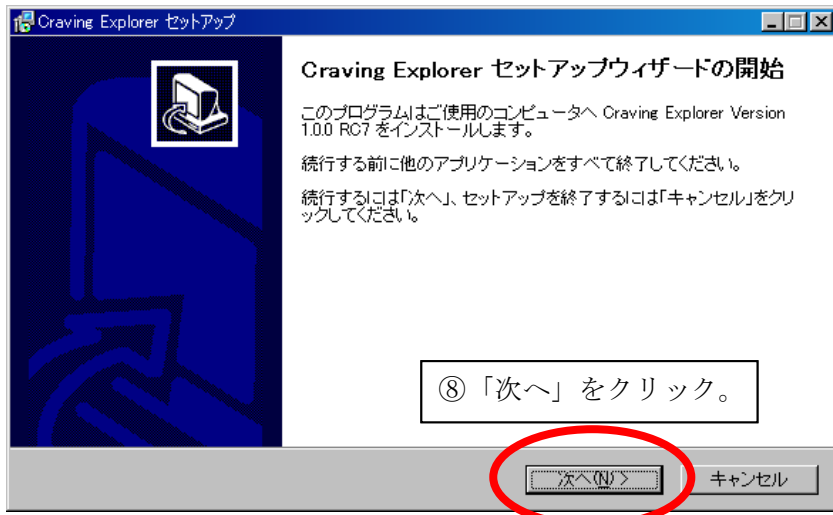 Craving Explorer セットアップ
Craving Explorer セットアップウィザードの開始
このプログラムはご使用のコンピュータへ Craving Explorer Version
1.0.0 RC7 をインストールします。
続行する前に他のアプリケーションをすべて終了してください。
続行するには「次へ」、セットアップを終了するには「キャンセル」をクリ
ックしてください。
⑧「次へ」をクリック。
次へ(N) >
キャンセル